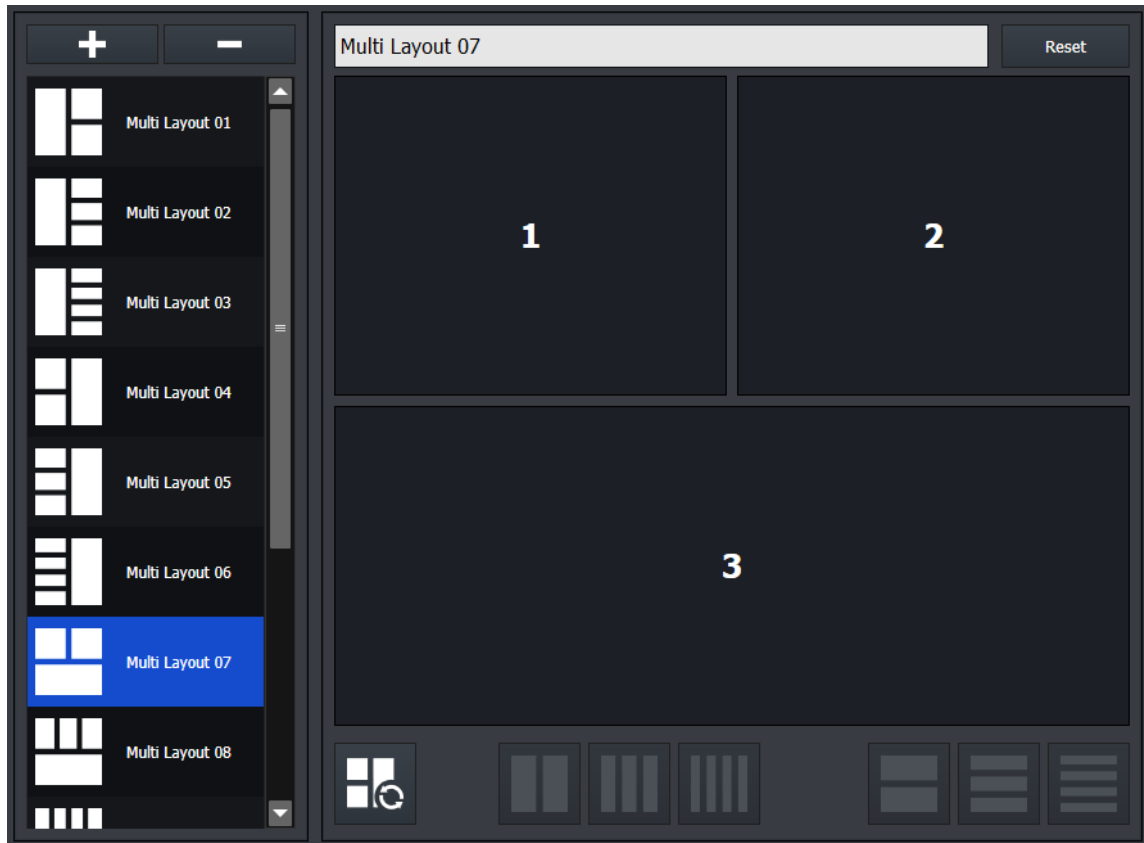 Multi Layout 07
Reset
Multi Layout 01
Multi Layout 02
Multi Layout 03
Multi Layout 04
Multi Layout 05
Multi Layout 06
Multi Layout 07
Multi Layout 08
1
2
3